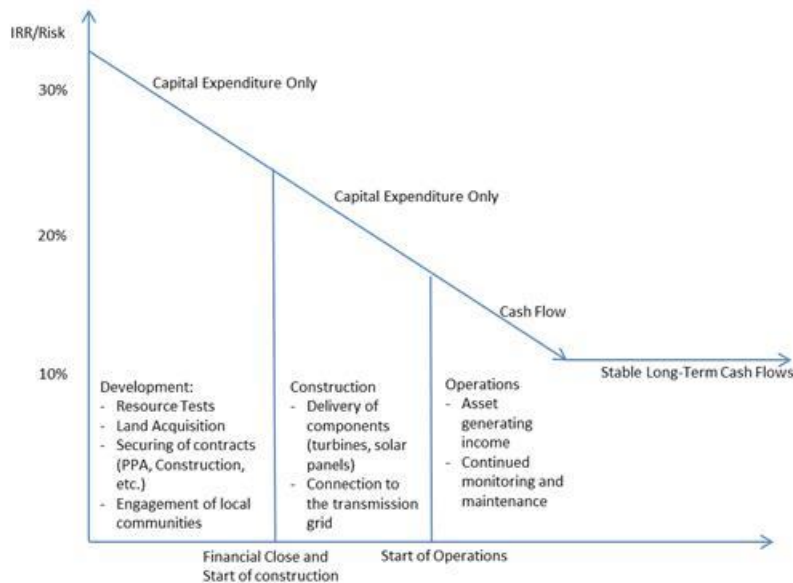 IRR/Risk
30%
20%
10%
Capital Expenditure Only
Capital Expenditure Only
Cash Flow
Stable Long-Term Cash Flows
Development:
- Resource Tests
- Land Acquisition
- Securing of contracts
(PPA, Construction,
etc.)
- Engagement of local
communities
Construction
- Delivery of
components
(turbines, solar
panels)
- Connection to
the transmission
grid
Operations
- Asset
generating
income
- Continued
monitoring and
maintenance
Financial Close and
Start of construction
Start of Operations